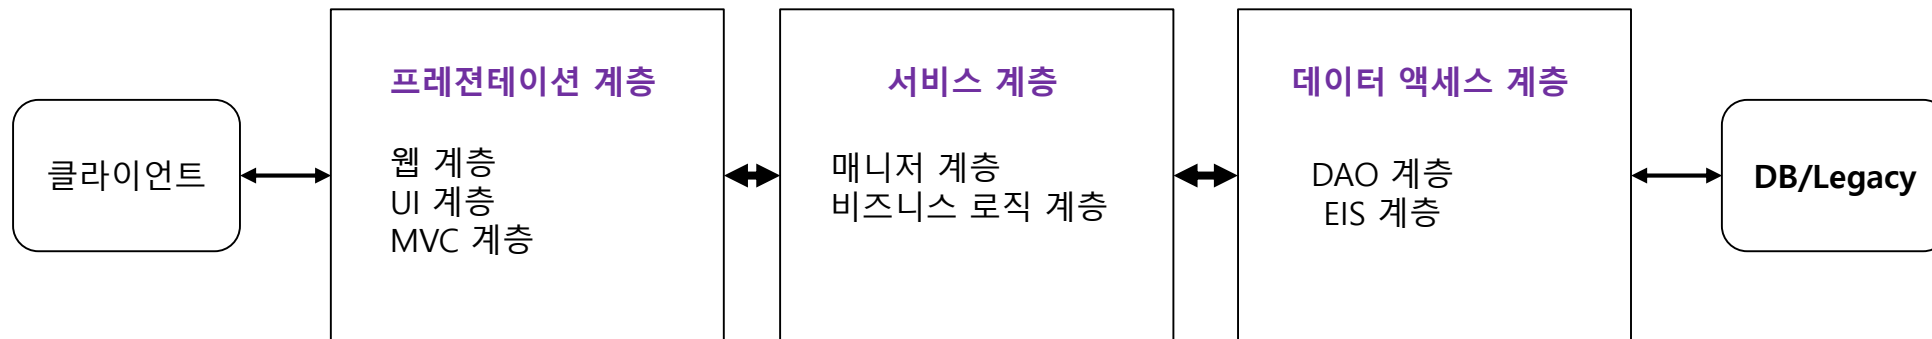 클라이언트
프레젼테이션 계층
웹 계층
UI 계층
MVC 계층
서비스 계층
매니저 계층
비즈니스 로직 계층
데이터 액세스 계층
DAO 계층
EIS 계층
DB/Legacy